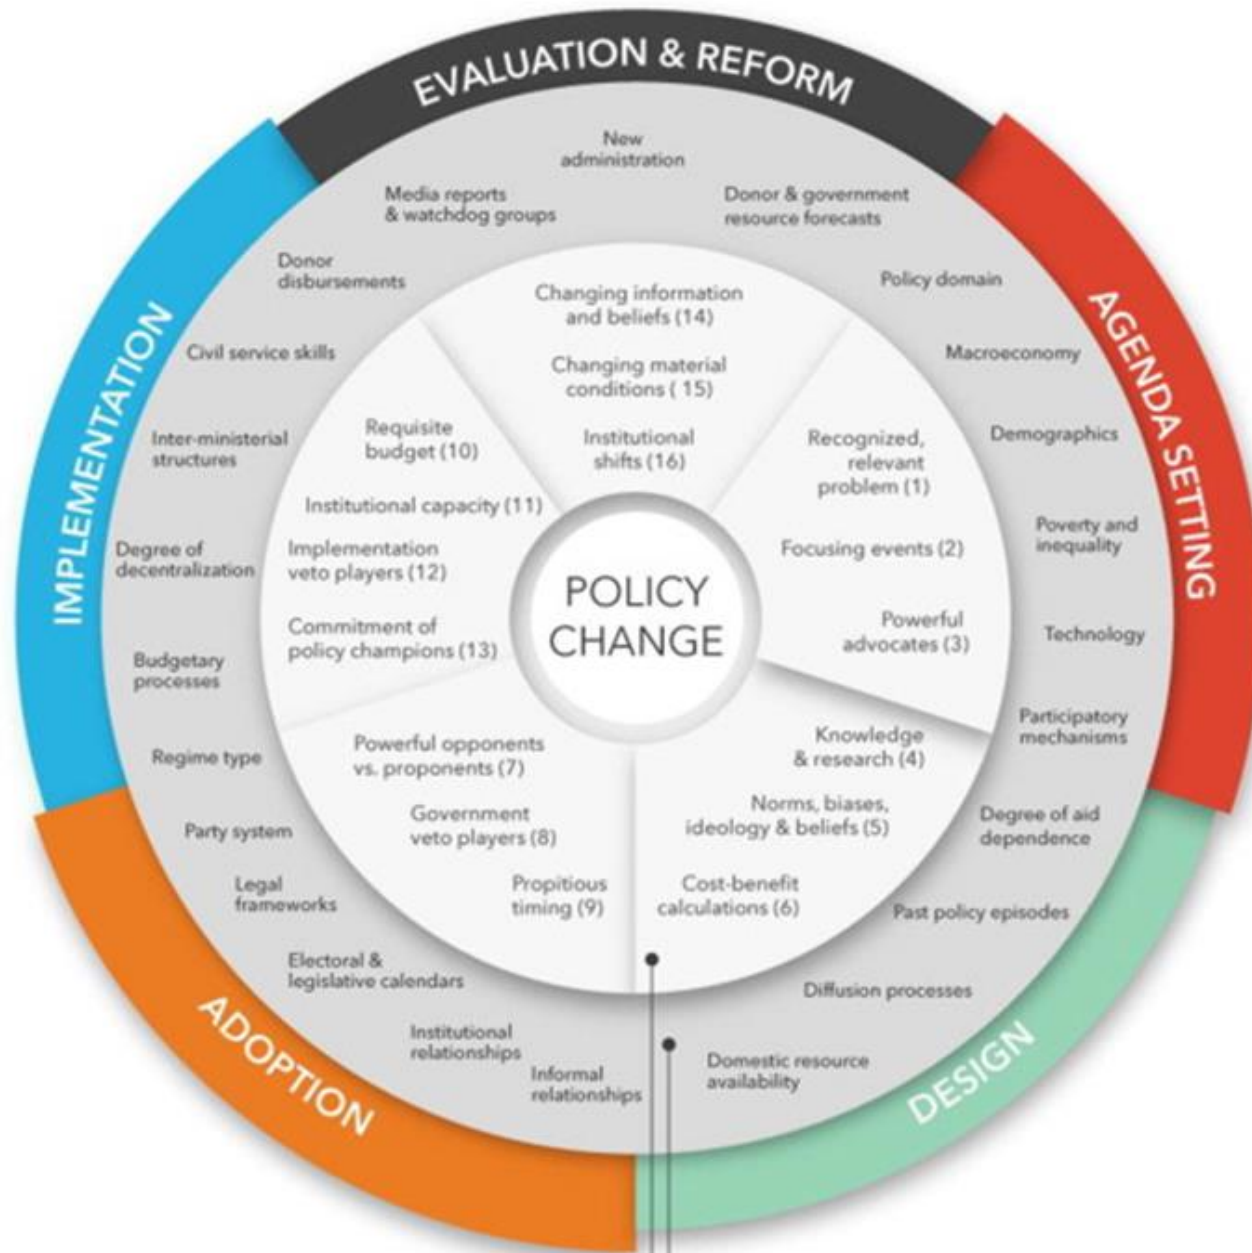 EVALUATION & REFORM
New
administration
Media reports
& watchdog groups
Donor & government
resource forecasts
Donor
disbursements
Policy domain
Changing information
and beliefs (14)
AGENDA SETTING
IMPLEMENTATION
Civil service skills
Macroeconomy
Changing material
conditions ( 15)
Inter-ministerial
structures
Requisite
budget (10)
Institutional
shifts (16)
Recognized,
relevant
problem (1)
Demographics
Institutional capacity (11)
Poverty and
inequality
Degree of
decentralization
Implementation
veto players (12)
Focusing events (2)
POLICY
CHANGE
Commitment of
policy champions (13)
Powerful
advocates (3)
Technology
Budgetary
processes
Participatory
mechanisms
Regime type
Powerful opponents
vs. proponents (7)
Knowledge
& research (4)
Party system
Government
veto players (8)
Norms, biases,
ideology & beliefs (5)
Degree of aid
dependence
Legal
frameworks
Propitious
timing (9)
Cost-benefit
calculations (6)
Past policy episodes
Electoral &
legislative calendars
Diffusion processes
ADOPTION
Institutional
relationships
Informal
relationships
Domestic resource
availability
DESIGN